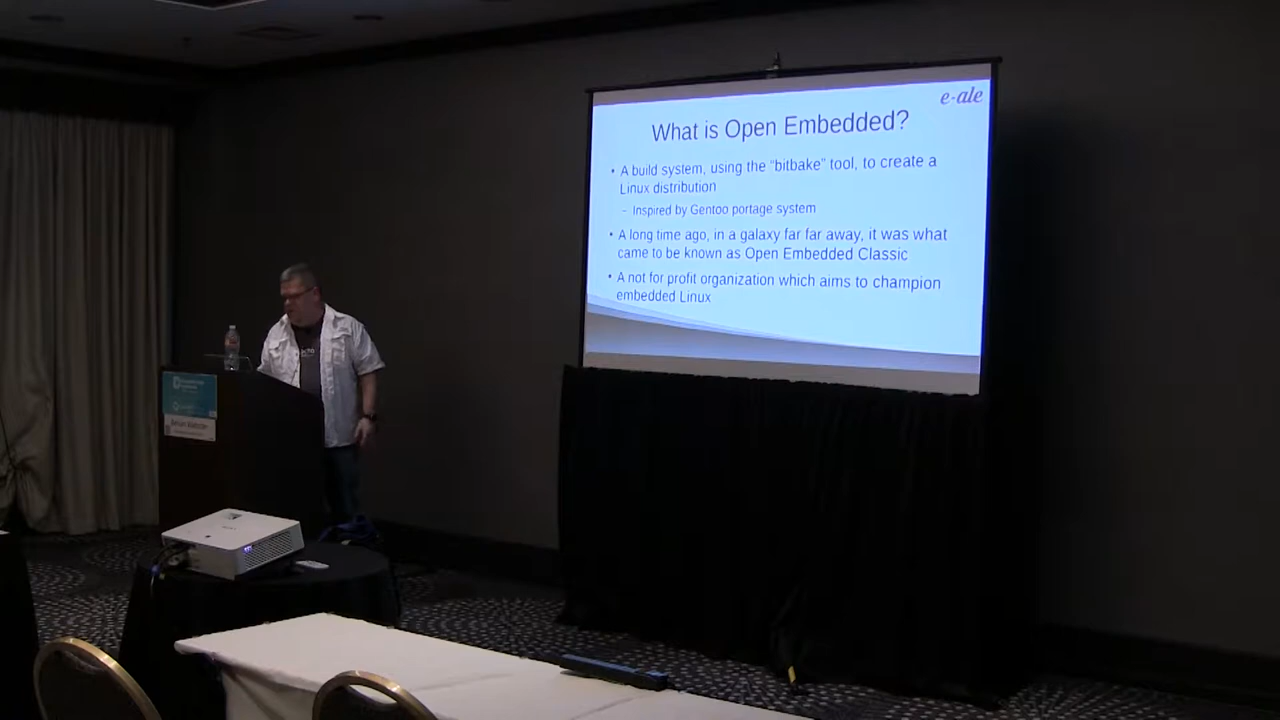 e-ale
What is Open Embedded?
• A build system, using the "bitbake" tool, to create a
Linux distribution
- Inspired by Gentoo portage system
• A long time ago, in a galaxy far far away, it was what
came to be known as Open Embedded Classic
• A not for profit organization which aims to champion
embedded Linux